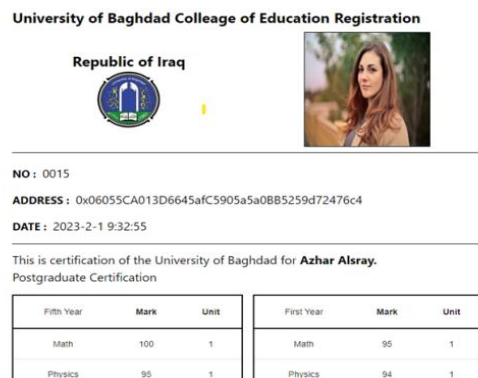 University of Baghdad Colleage of Education Registration
Republic of Iraq
NO : 0015
ADDRESS : 0x06055CA013D6645afC5905a5a0BB5259d72476c4
DATE : 2023-2-1 9:32:55
This is certification of the University of Baghdad for Azhar Alsray.
Postgraduate Certification
Fifth Year Mark Unit First Year Mark Unit
Math 100 1 Math 95 1
Physics 95 1 Physics 94 1